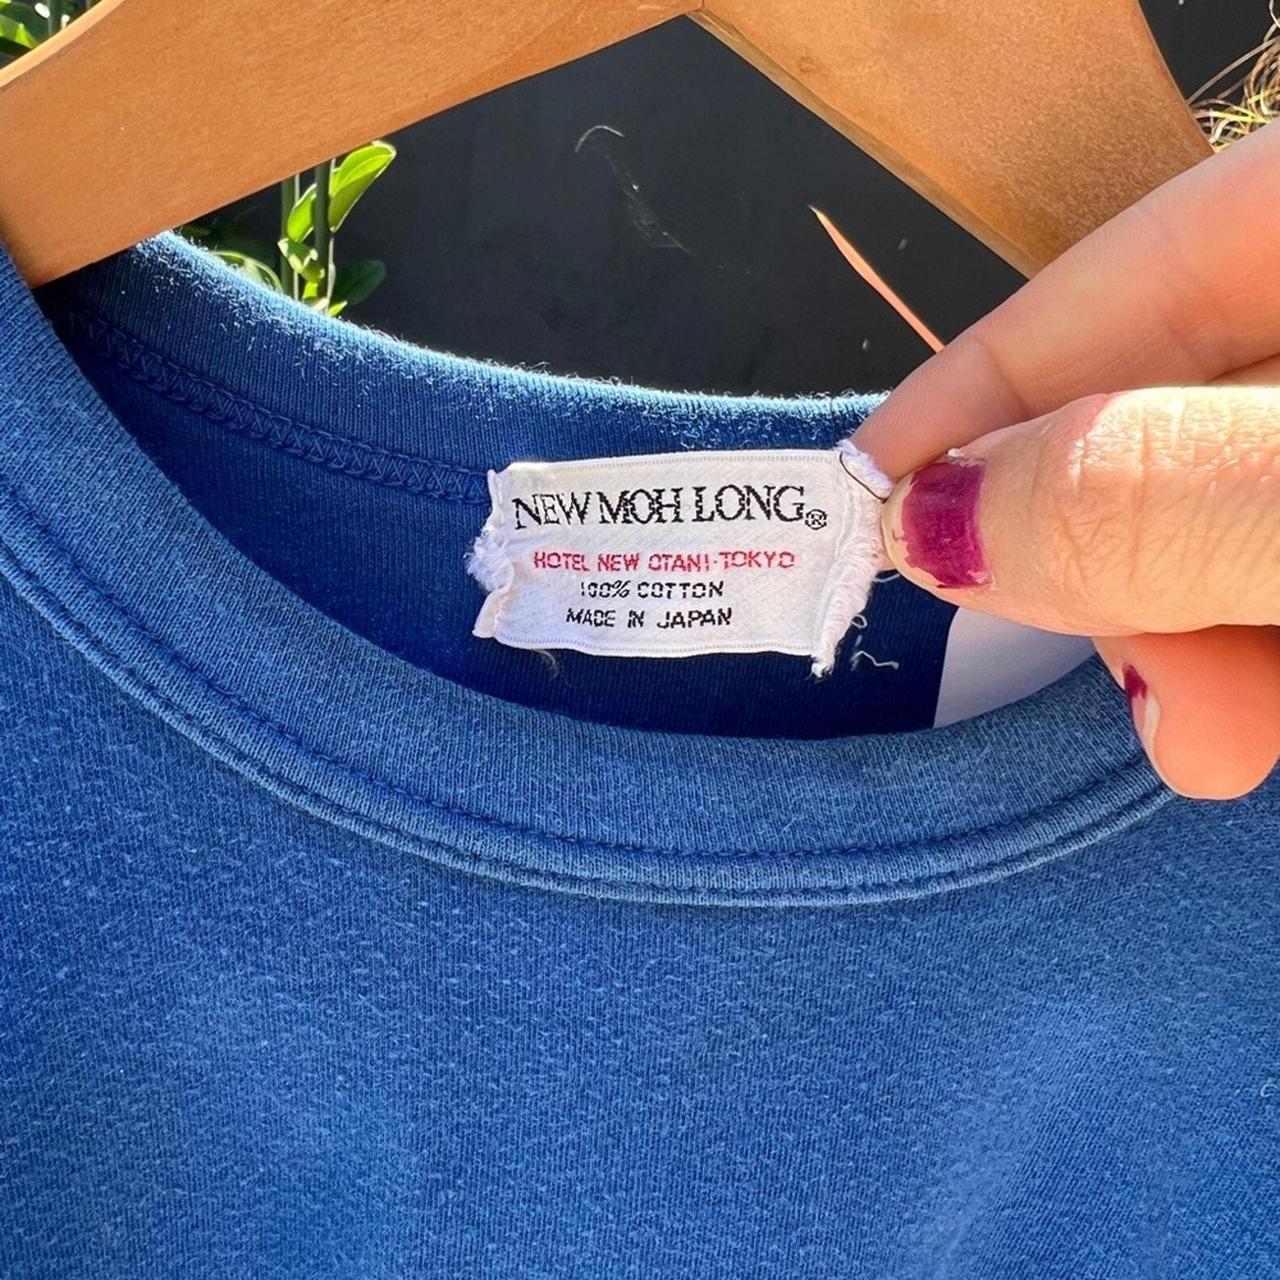 NEW MOH LONG®
HOTEL NEW OTANI·TOKYO
100% COTTON
MADE IN JAPAN